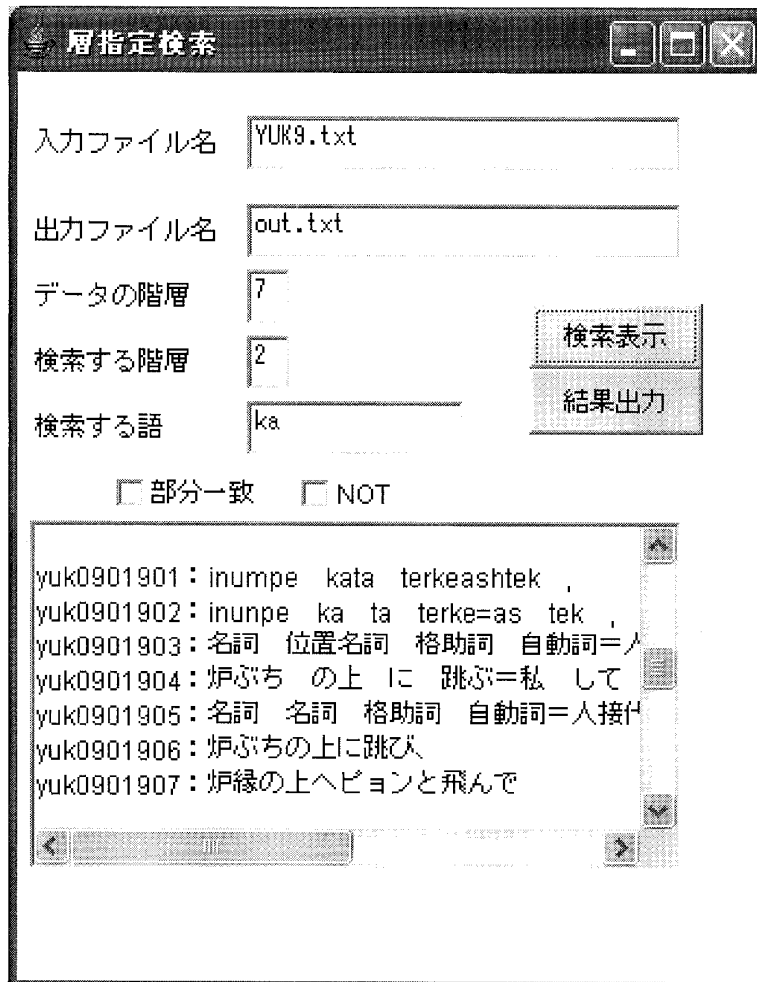 層指定検索
入力ファイル名 YUK9.txt
出力ファイル名 out.txt
データの階層 7
検索する階層 2
検索する語 ka
検索表示
結果出力
部分一致 NOT
yuk0901901：inumpe kata terkeashtek ,
yuk0901902：inunpe ka ta terke=as tek ,
yuk0901903：名詞 位置名詞 格助詞 自動詞＝人
yuk0901904：炉ぶち の上 に 跳ぶ＝私 して
yuk0901905：名詞 名詞 格助詞 自動詞＝人接代
yuk0901906：炉ぶちの上に跳び、
yuk0901907：炉縁の上へピョンと飛んで